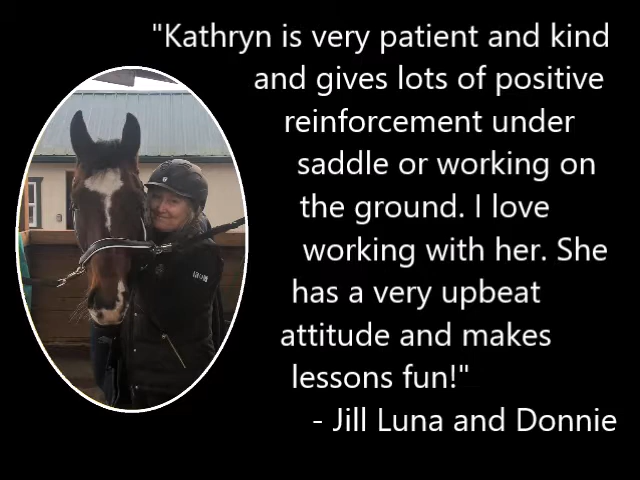 "Kathryn is very patient and kind
and gives lots of positive
reinforcement under
saddle or working on
the ground. I love
working with her. She
has a very upbeat
attitude and makes
lessons fun!"
- Jill Luna and Donnie